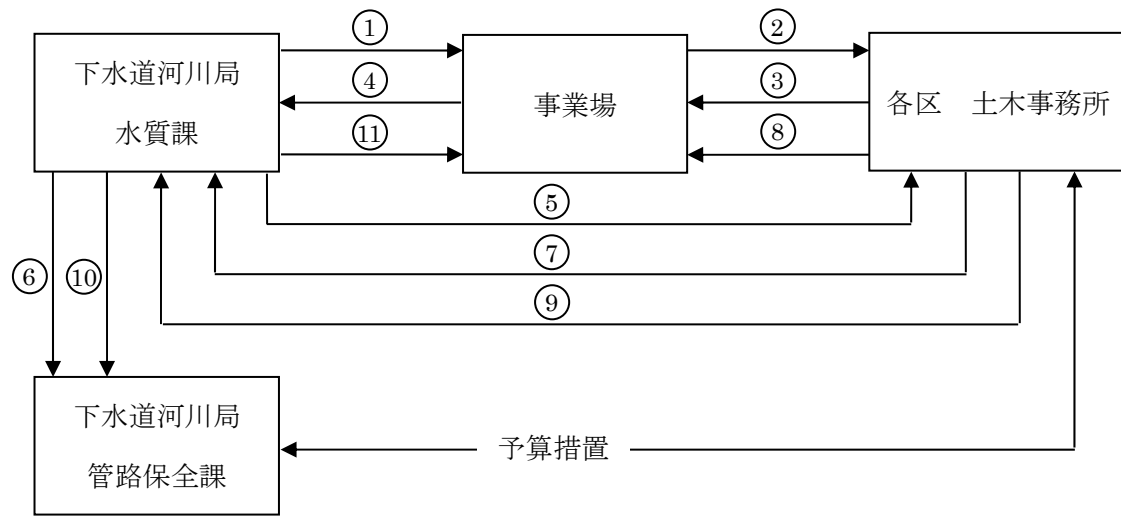 ①
②
下水道河川局
水質課
④
事業場
③
各区 土木事務所
⑪
⑧
⑤
⑥
⑩
⑦
⑨
下水道河川局
管路保全課
予算措置